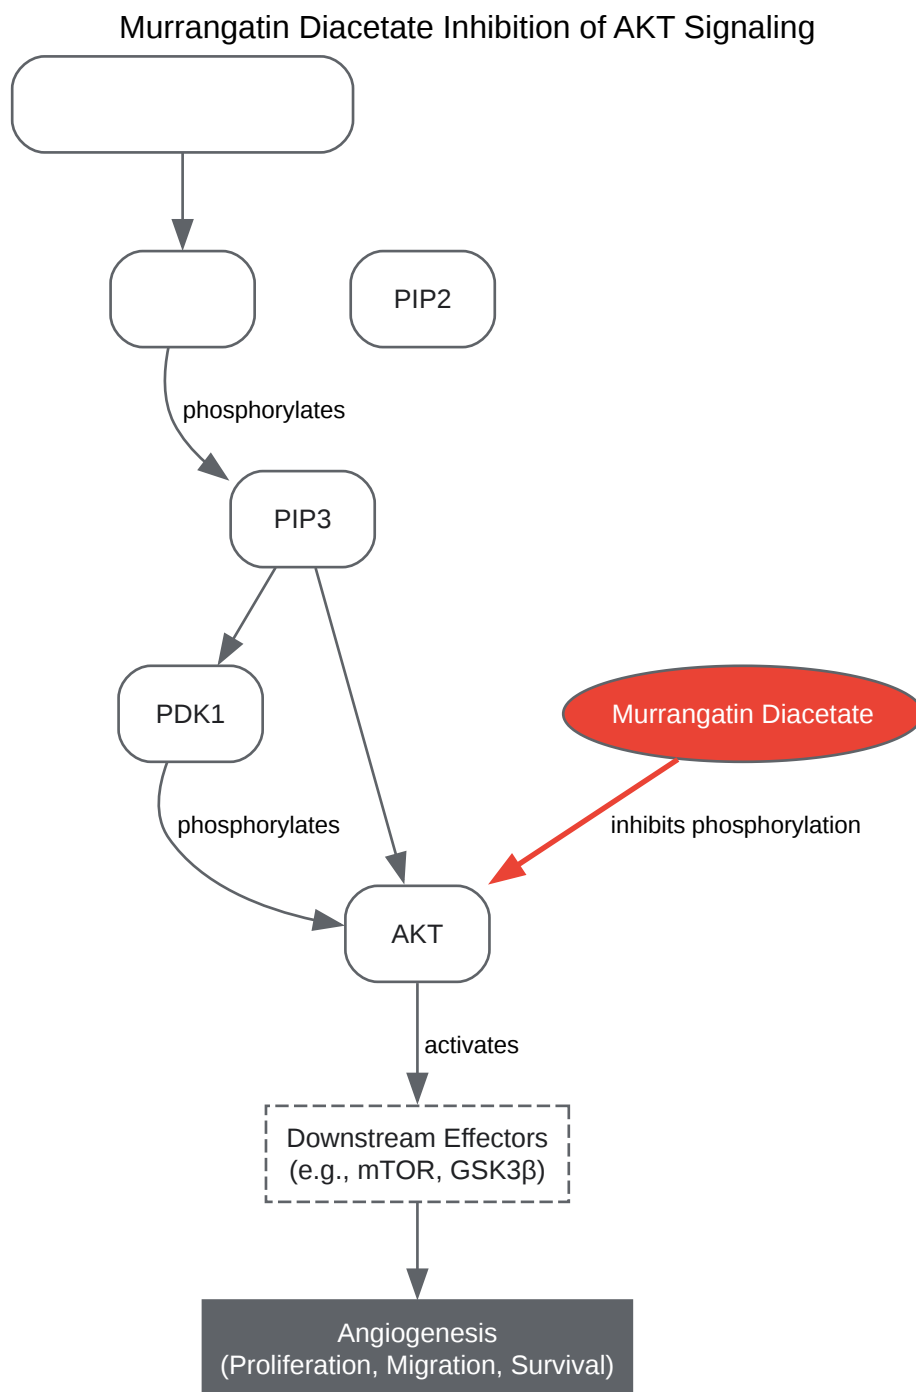 Murrangatin Diacetate Inhibition of AKT Signaling
PIP2
phosphorylates
PIP3
PDK1
Murrangatin Diacetate
phosphorylates
inhibits phosphorylation
AKT
activates
Downstream Effectors
(e.g., mTOR, GSK3β)
Angiogenesis
(Proliferation, Migration, Survival)